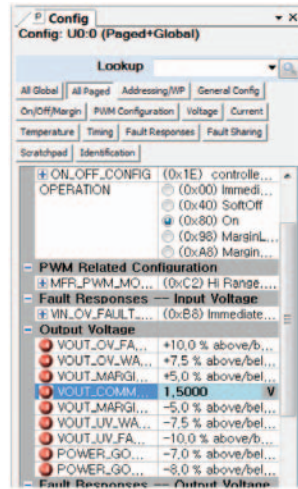 P Config
Config: U0:0 (Paged+Global)
Lookup
All Global All Paged Addressing/WP General Config
On/Off/Margin PWM Configuration Voltage Current
Temperature Timing Fault Responses Fault Sharing
Scratchpad Identification
ON_OFF_CONFIG (0x1E) controlle...
OPERATION (0x00) Immedi...
(0x40) SoftOff
(0x80) On
(0x98) MarginL...
(0xA8) Margin...
PWM Related Configuration
MFR_PWM_MO... (0xC2) Hi Range...
Fault Responses -- Input Voltage
VIN_OV_FAULT_... (0xB8) Immediate...
Output Voltage
VOUT_OV_FA... +10,0 % above/b...
VOUT_OV_WA... +7,5 % above/bel...
VOUT_MARGI... +5,0 % above/bel...
VOUT_COMM... 1,5000 V
VOUT_MARGI... -5,0 % above/bel...
VOUT_UV_WA... -7,5 % above/bel...
VOUT_UV_FA... -10,0 % above/b...
POWER_GO... -7,0 % above/bel...
POWER_GO... -8,0 % above/bel...
Fault Responses -- Output Voltage